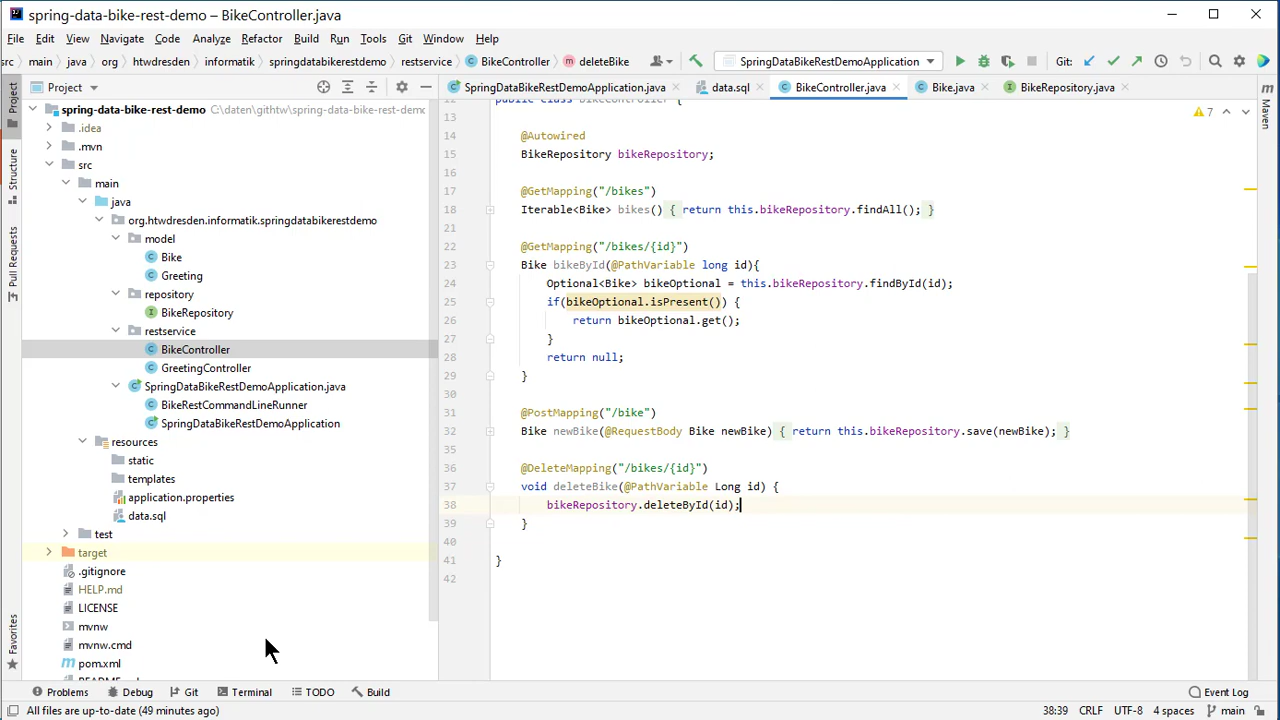 spring-data-bike-rest-demo – BikeController.java
File Edit View Navigate Code Analyze Refactor Build Run Tools Git Window Help
src main java org htwdresden informatik springdatabikerestdemo restservice BikeController deleteBike SpringDataBikeRestDemoApplication Git:
Project SpringDataBikeRestDemoApplication.java data.sql BikeController.java Bike.java BikeRepository.java
Project
Structure
Pull Requests
Favorites
Maven
spring-data-bike-rest-demo C:\daten\githtw\spring-data-bike-rest-demo
.idea
.mvn
src
main
java
org.htwdresden.informatik.springdatabikerestdemo
model
Bike
Greeting
repository
BikeRepository
restservice
BikeController
GreetingController
SpringDataBikeRestDemoApplication.java
BikeRestCommandLineRunner
SpringDataBikeRestDemoApplication
resources
static
templates
application.properties
data.sql
test
target
.gitignore
HELP.md
LICENSE
mvnw
mvnw.cmd
pom.xml
7
12 public class BikeController {
13
14 @Autowired
15 BikeRepository bikeRepository;
16
17 @GetMapping("/bikes")
18 Iterable<Bike> bikes() { return this.bikeRepository.findAll(); }
21
22 @GetMapping("/bikes/{id}")
23 Bike bikeById(@PathVariable long id){
24 Optional<Bike> bikeOptional = this.bikeRepository.findById(id);
25 if(bikeOptional.isPresent()) {
26 return bikeOptional.get();
27 }
28 return null;
29 }
30
31 @PostMapping("/bike")
32 Bike newBike(@RequestBody Bike newBike) { return this.bikeRepository.save(newBike); }
35
36 @DeleteMapping("/bikes/{id}")
37 void deleteBike(@PathVariable Long id) {
38 bikeRepository.deleteById(id);
39 }
40
41 }
42
Problems Debug Git Terminal TODO Build Event Log
All files are up-to-date (49 minutes ago) 38:39 CRLF UTF-8 4 spaces main